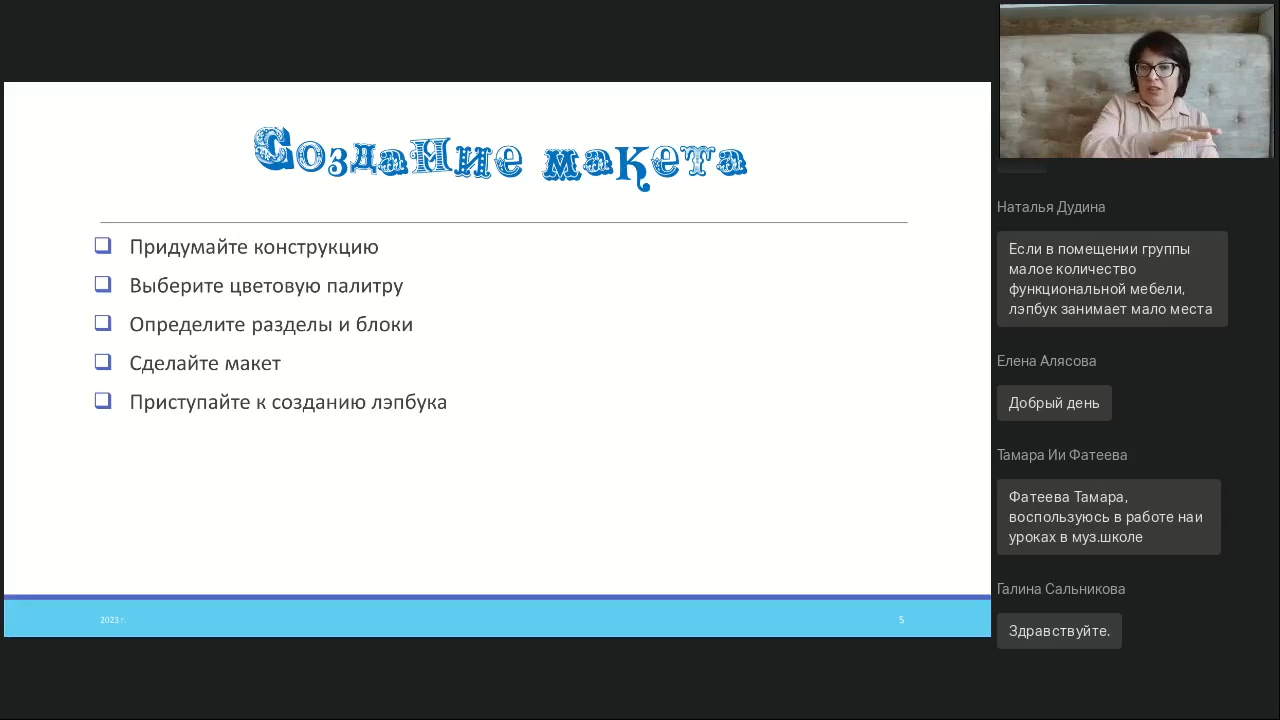 Создание макета
Придумайте конструкцию
Выберите цветовую палитру
Определите разделы и блоки
Сделайте макет
Приступайте к созданию лэпбука
2023 г.
5
Наталья Дудина
Если в помещении группы
малое количество
функциональной мебели,
лэпбук занимает мало места
Елена Алясова
Добрый день
Тамара Ии Фатеева
Фатеева Тамара,
воспользуюсь в работе наи
уроках в муз.школе
Галина Сальникова
Здравствуйте.